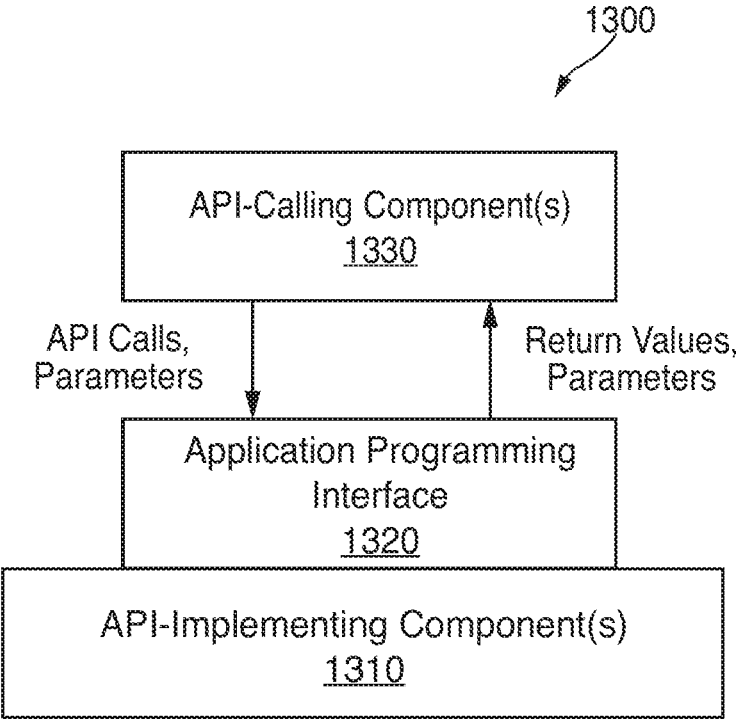 1300
API-Calling Component(s)
1330
API Calls,
Parameters
Return Values,
Parameters
Application Programming
Interface
1320
API-Implementing Component(s)
1310